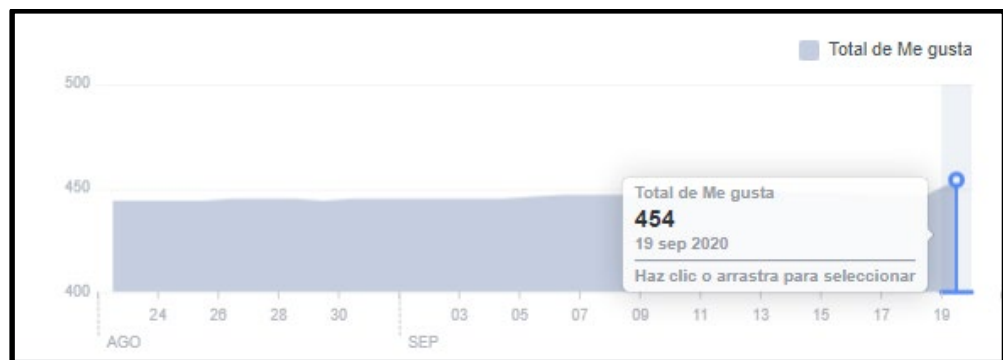 Total de Me gusta
500
450
400
Total de Me gusta
454
19 sep 2020
Haz clic o arrastra para seleccionar
24 26 28 30 03 05 07 09 11 13 15 17 19
AGO SEP